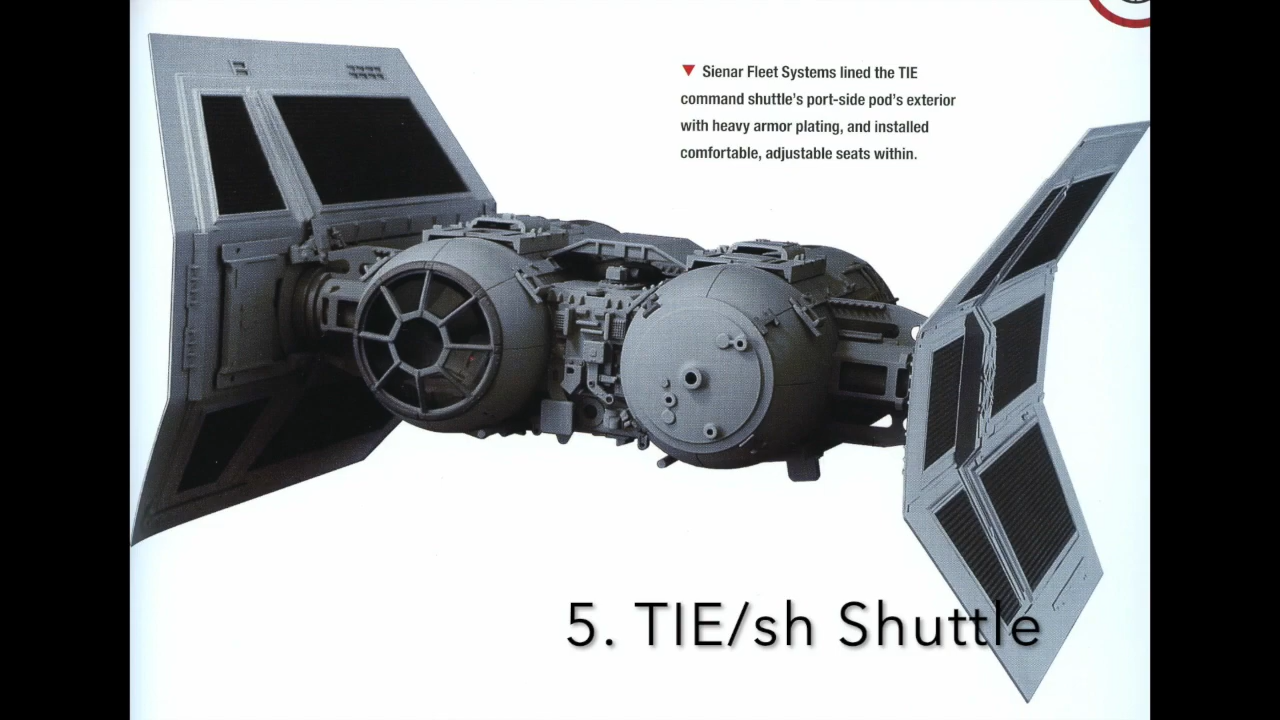 ▼ Sienar Fleet Systems lined the TIE
command shuttle's port-side pod's exterior
with heavy armor plating, and installed
comfortable, adjustable seats within.
5. TIE/sh Shuttle